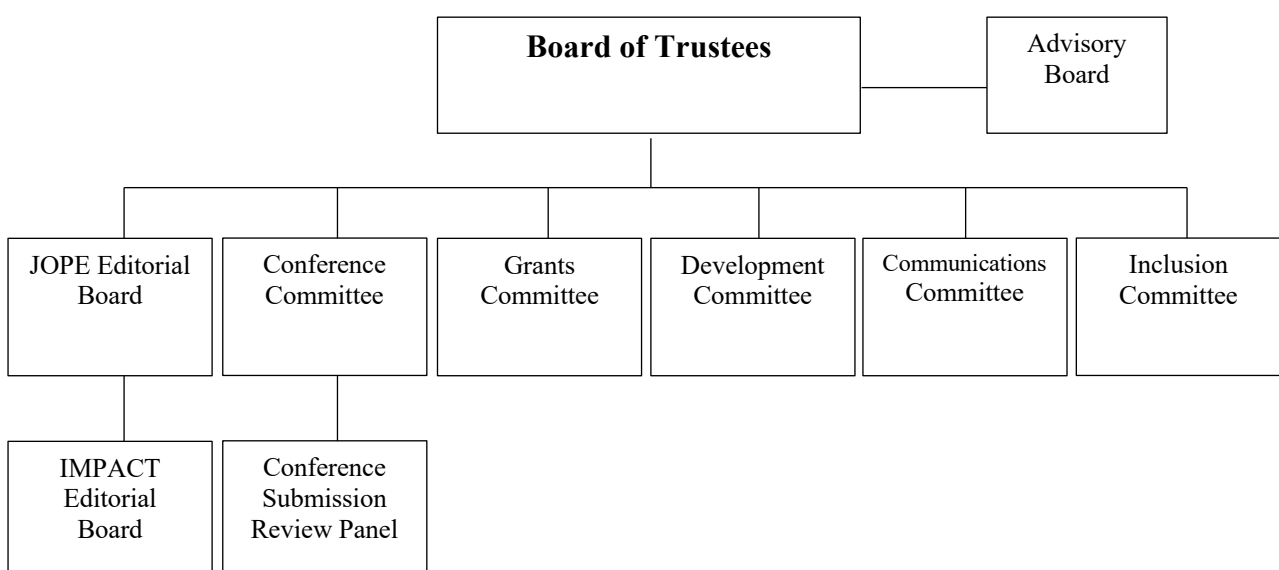 Board of Trustees
Advisory
Board
JOPE Editorial
Board
Conference
Committee
Grants
Committee
Development
Committee
Communications
Committee
Inclusion
Committee
IMPACT
Editorial
Board
Conference
Submission
Review Panel